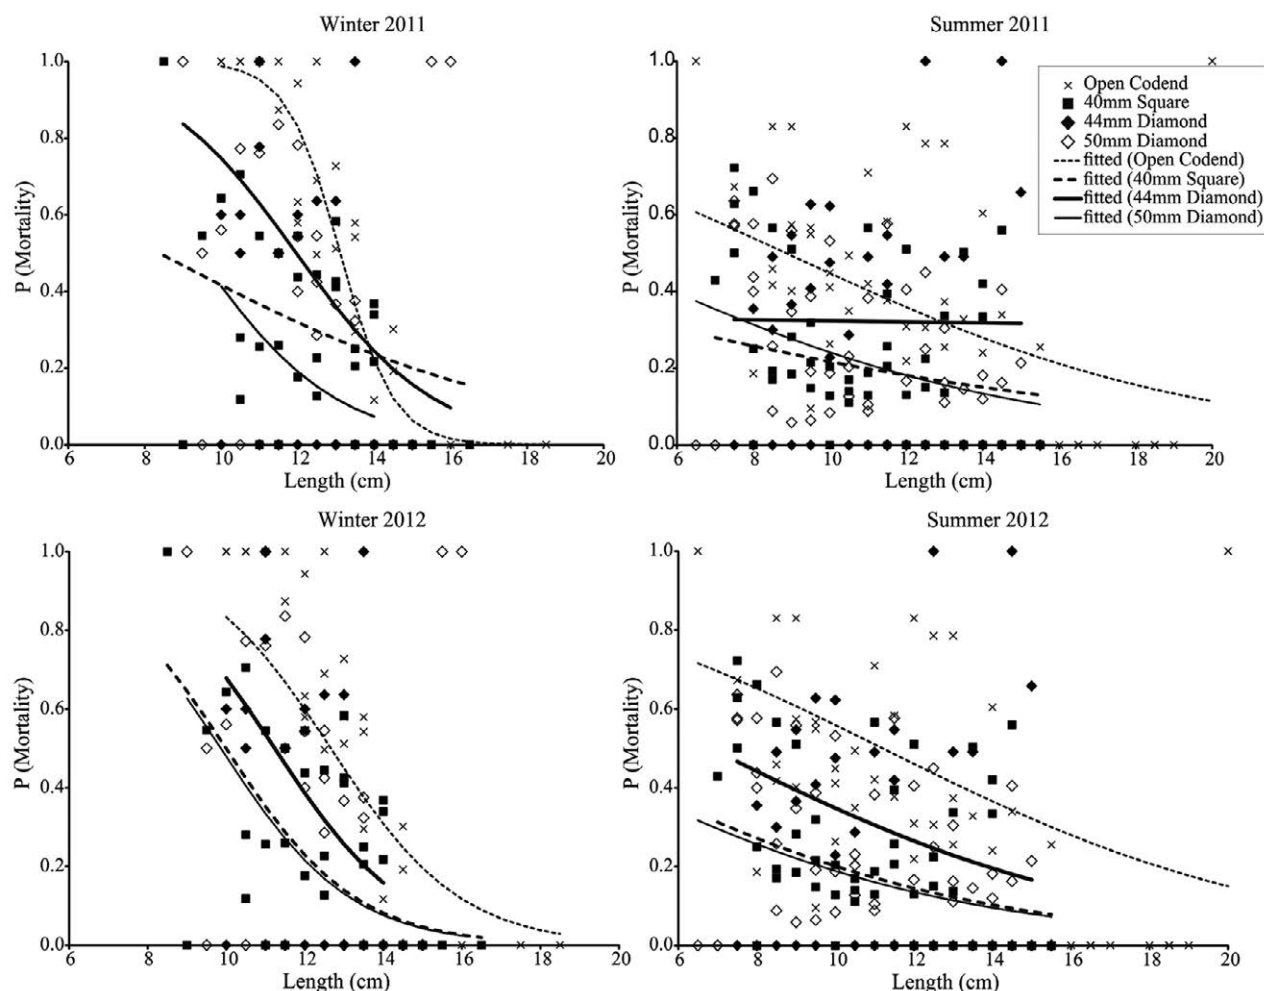 Winter 2011
Summer 2011
1.0
0.8
0.6
0.4
0.2
0.0
P (Mortality)
6 8 10 12 14 16 18 20
Length (cm)
1.0
0.8
0.6
0.4
0.2
0.0
P (Mortality)
6 8 10 12 14 16 18 20
Length (cm)
Open Codend
40mm Square
44mm Diamond
50mm Diamond
fitted (Open Codend)
fitted (40mm Square)
fitted (44mm Diamond)
fitted (50mm Diamond)
Winter 2012
Summer 2012
1.0
0.8
0.6
0.4
0.2
0.0
P (Mortality)
6 8 10 12 14 16 18 20
Length (cm)
1.0
0.8
0.6
0.4
0.2
0.0
P (Mortality)
6 8 10 12 14 16 18 20
Length (cm)